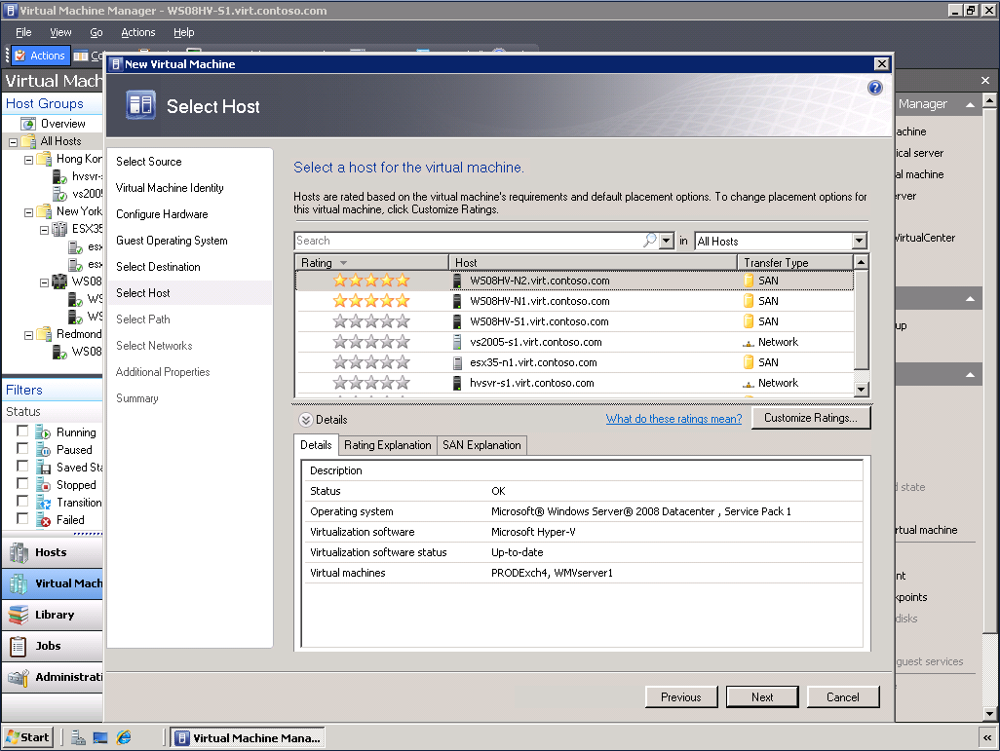 Virtual Machine Manager - WS08HV-S1.virt.contoso.com
File View Go Actions Help
Actions
Virtual Mach
Host Groups
Overview
All Hosts
Hong Kor
hvsvr-
vs2005
New York
ESX35
esx
esx
WS08
WS
WS
Redmond
WS08
Filters
Status
Running
Paused
Saved Sta
Stopped
Transition
Failed
Hosts
Virtual Mach
Library
Jobs
Administrati
New Virtual Machine
Select Host
Select Source
Virtual Machine Identity
Configure Hardware
Guest Operating System
Select Destination
Select Host
Select Path
Select Networks
Additional Properties
Summary
Select a host for the virtual machine.
Hosts are rated based on the virtual machine's requirements and default placement options. To change placement options for
this virtual machine, click Customize Ratings.
Search in All Hosts
Rating Host Transfer Type
WS08HV-N2.virt.contoso.com SAN
WS08HV-N1.virt.contoso.com SAN
WS08HV-S1.virt.contoso.com SAN
vs2005-s1.virt.contoso.com Network
esx35-n1.virt.contoso.com SAN
hvsvr-s1.virt.contoso.com Network
Details What do these ratings mean? Customize Ratings...
Details Rating Explanation SAN Explanation
Description
Status OK
Operating system Microsoft® Windows Server® 2008 Datacenter , Service Pack 1
Virtualization software Microsoft Hyper-V
Virtualization software status Up-to-date
Virtual machines PRODExch4, WMVserver1
Previous Next Cancel
Manager
achine
ical server
al machine
erver
VirtualCenter
up
d state
rtual machine
nt
kpoints
disks
guest services
Start Virtual Machine Mana...